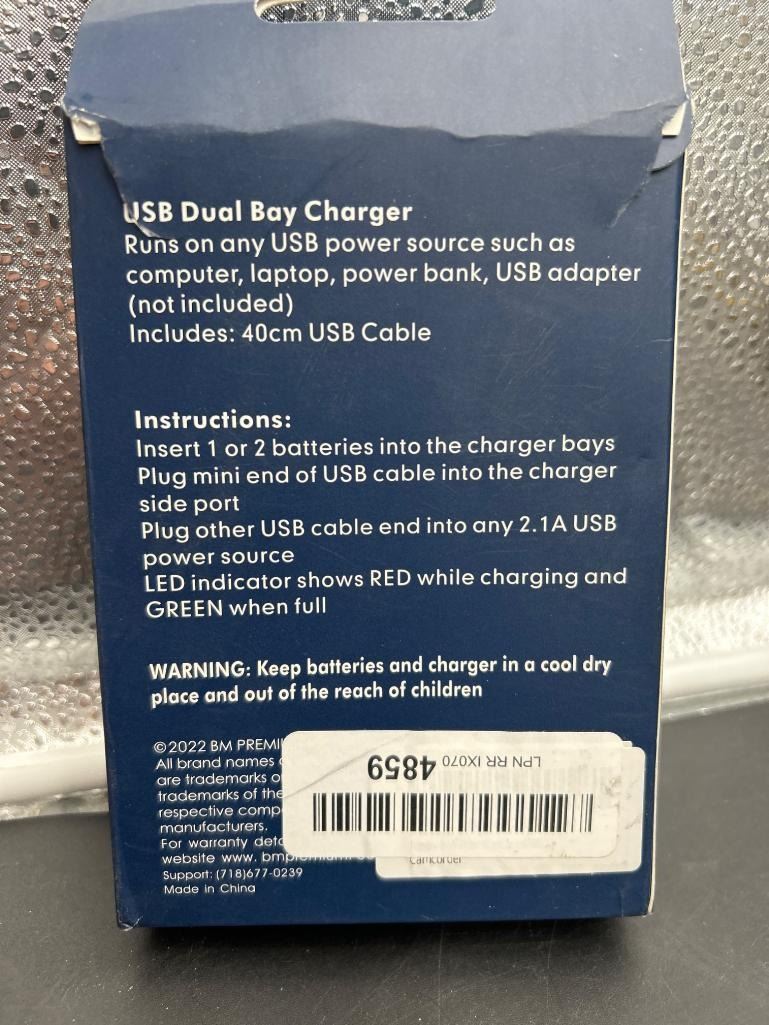 USB Dual Bay Charger
Runs on any USB power source such as
computer, laptop, power bank, USB adapter
(not included)
Includes: 40cm USB Cable
Instructions:
Insert 1 or 2 batteries into the charger bays
Plug mini end of USB cable into the charger
side port
Plug other USB cable end into any 2.1A USB
power source
LED indicator shows RED while charging and
GREEN when full
WARNING: Keep batteries and charger in a cool dry
place and out of the reach of children
©2022 BM
All brand names
are trademarks
trademarks of the
respective
manufacturers.
For warranty
website www.
Support: (718)677-0239
Made in China
LPN RR IX070 4859